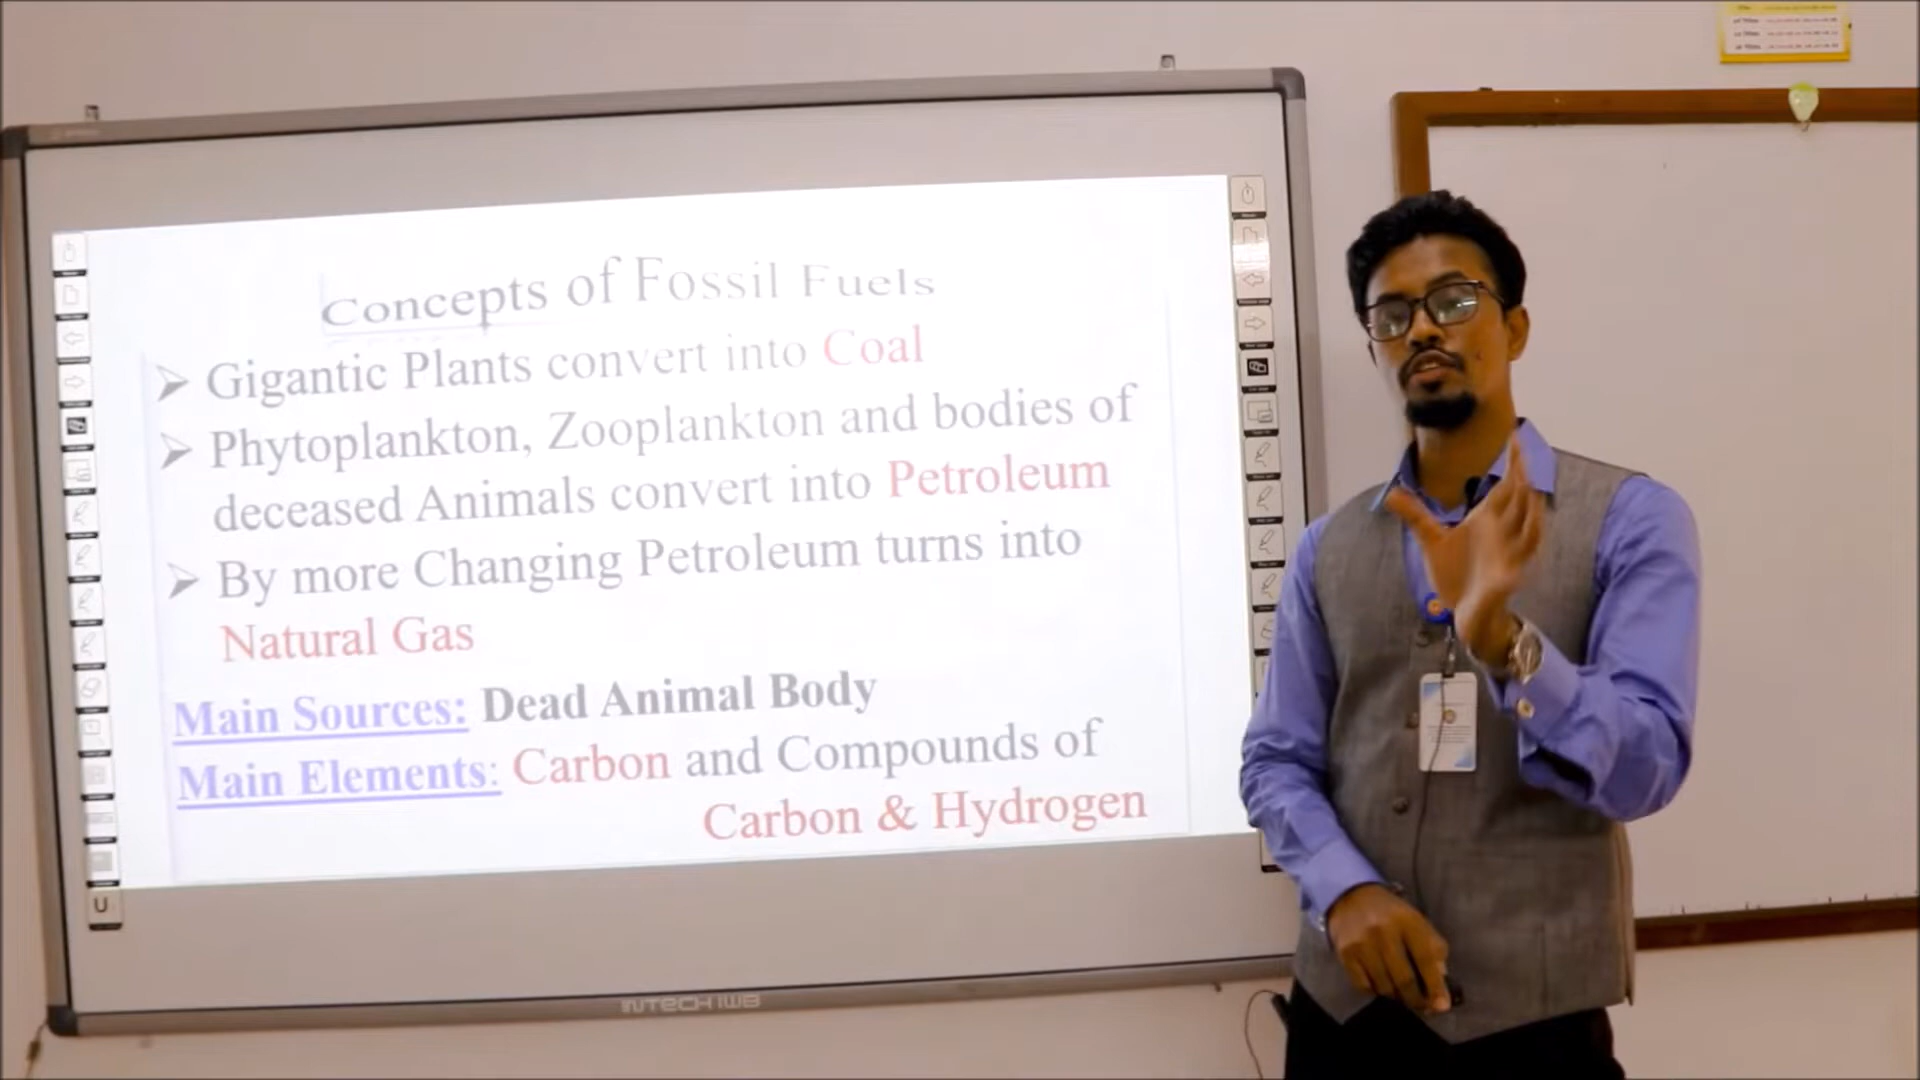 Concepts of Fossil Fuels
➢ Gigantic Plants convert into Coal
➢ Phytoplankton, Zooplankton and bodies of
deceased Animals convert into Petroleum
➢ By more Changing Petroleum turns into
Natural Gas
Main Sources: Dead Animal Body
Main Elements: Carbon and Compounds of
Carbon & Hydrogen
U
INTECH IWB